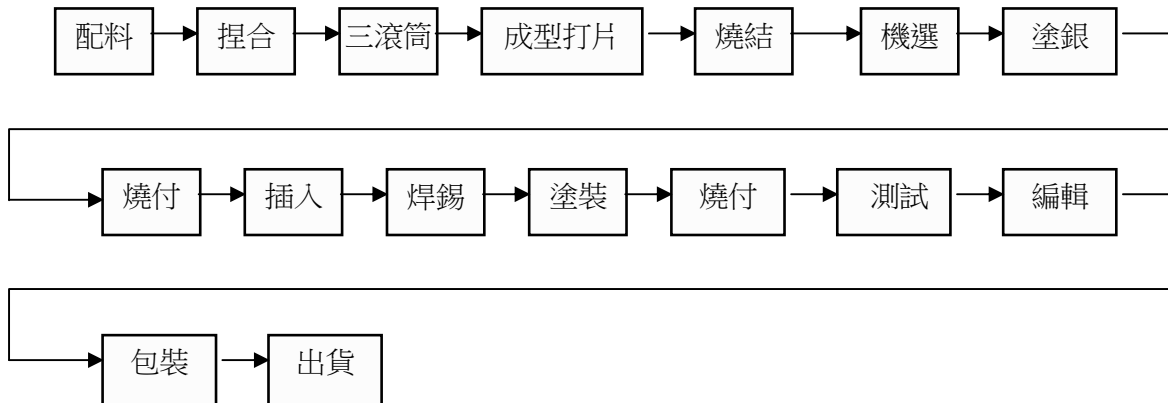 配料 捏合 三滾筒 成型打片 燒結 機選 塗銀
燒付 插入 焊錫 塗裝 燒付 測試 編輯
包裝 出貨